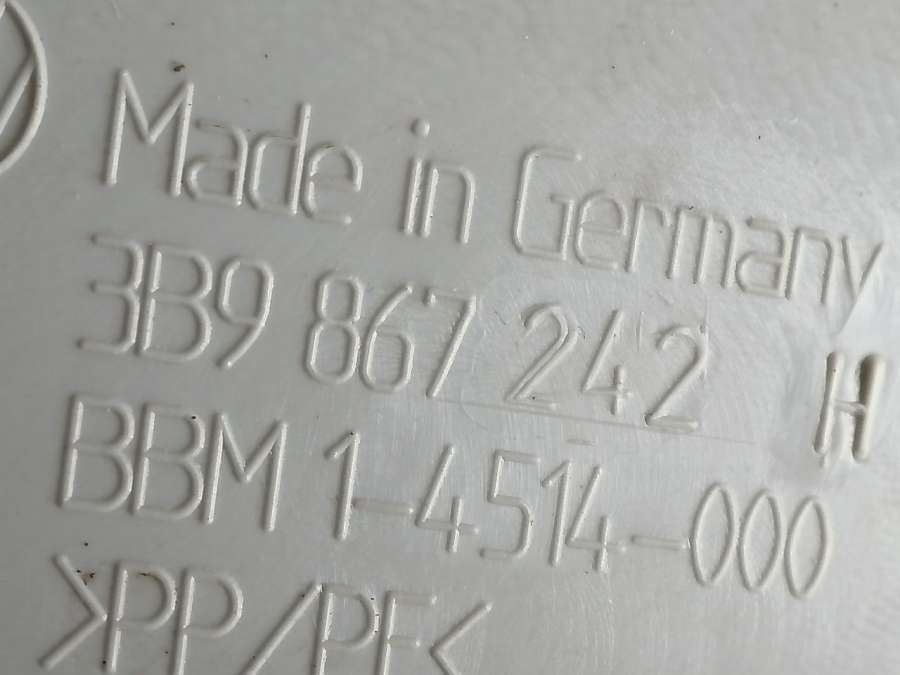 Made in Germany
3B9 867 242 H
BBM 1-4514-000
>PP/PE<